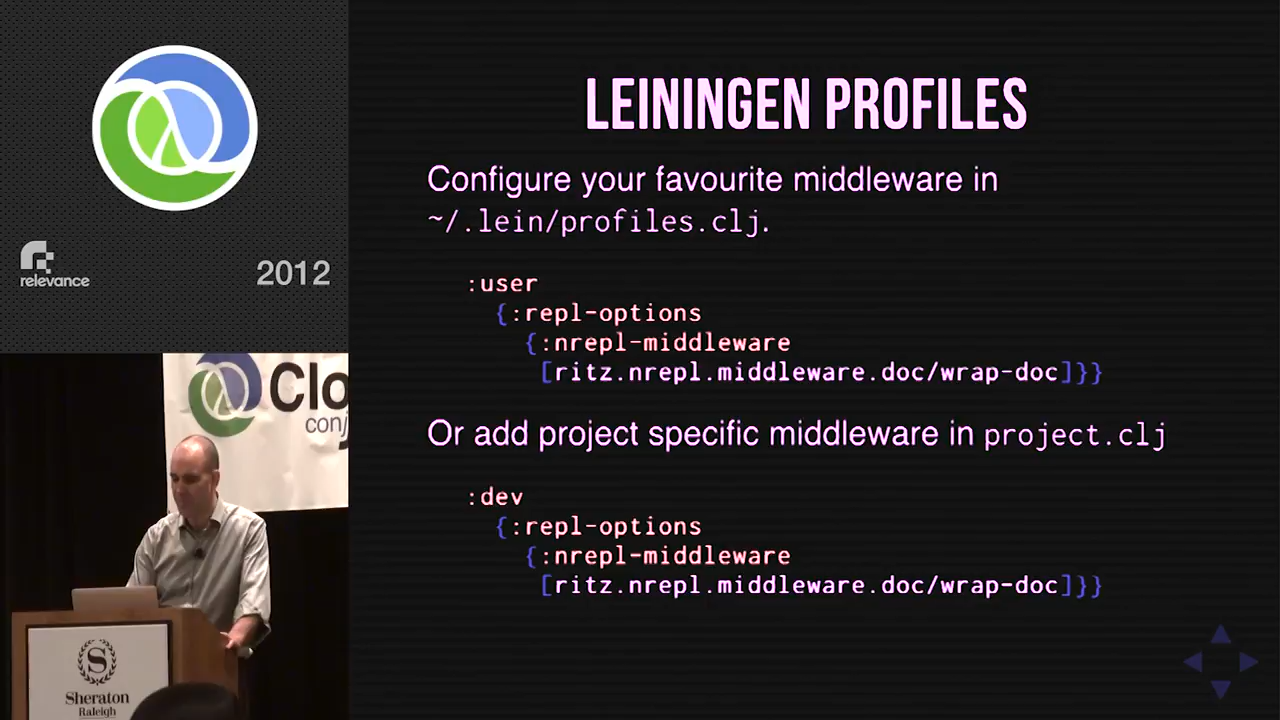 LEININGEN PROFILES
Configure your favourite middleware in
~/.lein/profiles.clj.
:user
{:repl-options
{:nrepl-middleware
[ritz.nrepl.middleware.doc/wrap-doc]}}
Or add project specific middleware in project.clj
:dev
{:repl-options
{:nrepl-middleware
[ritz.nrepl.middleware.doc/wrap-doc]}}
relevance
2012
Clo
conj
S
Sheraton
Raleigh